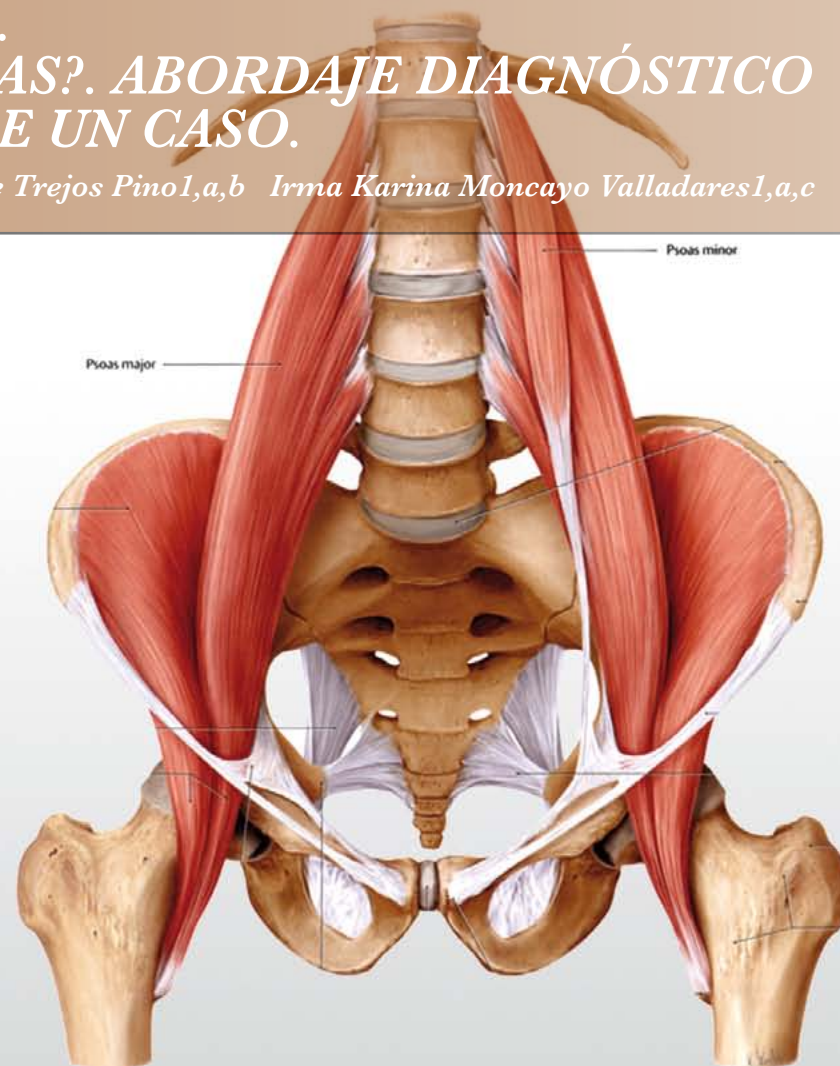 .
AS?. ABORDAJE DIAGNÓSTICO
E UN CASO.
e Trejos Pino1,a,b Irma Karina Moncayo Valladares1,a,c
Psoas minor
Psoas major